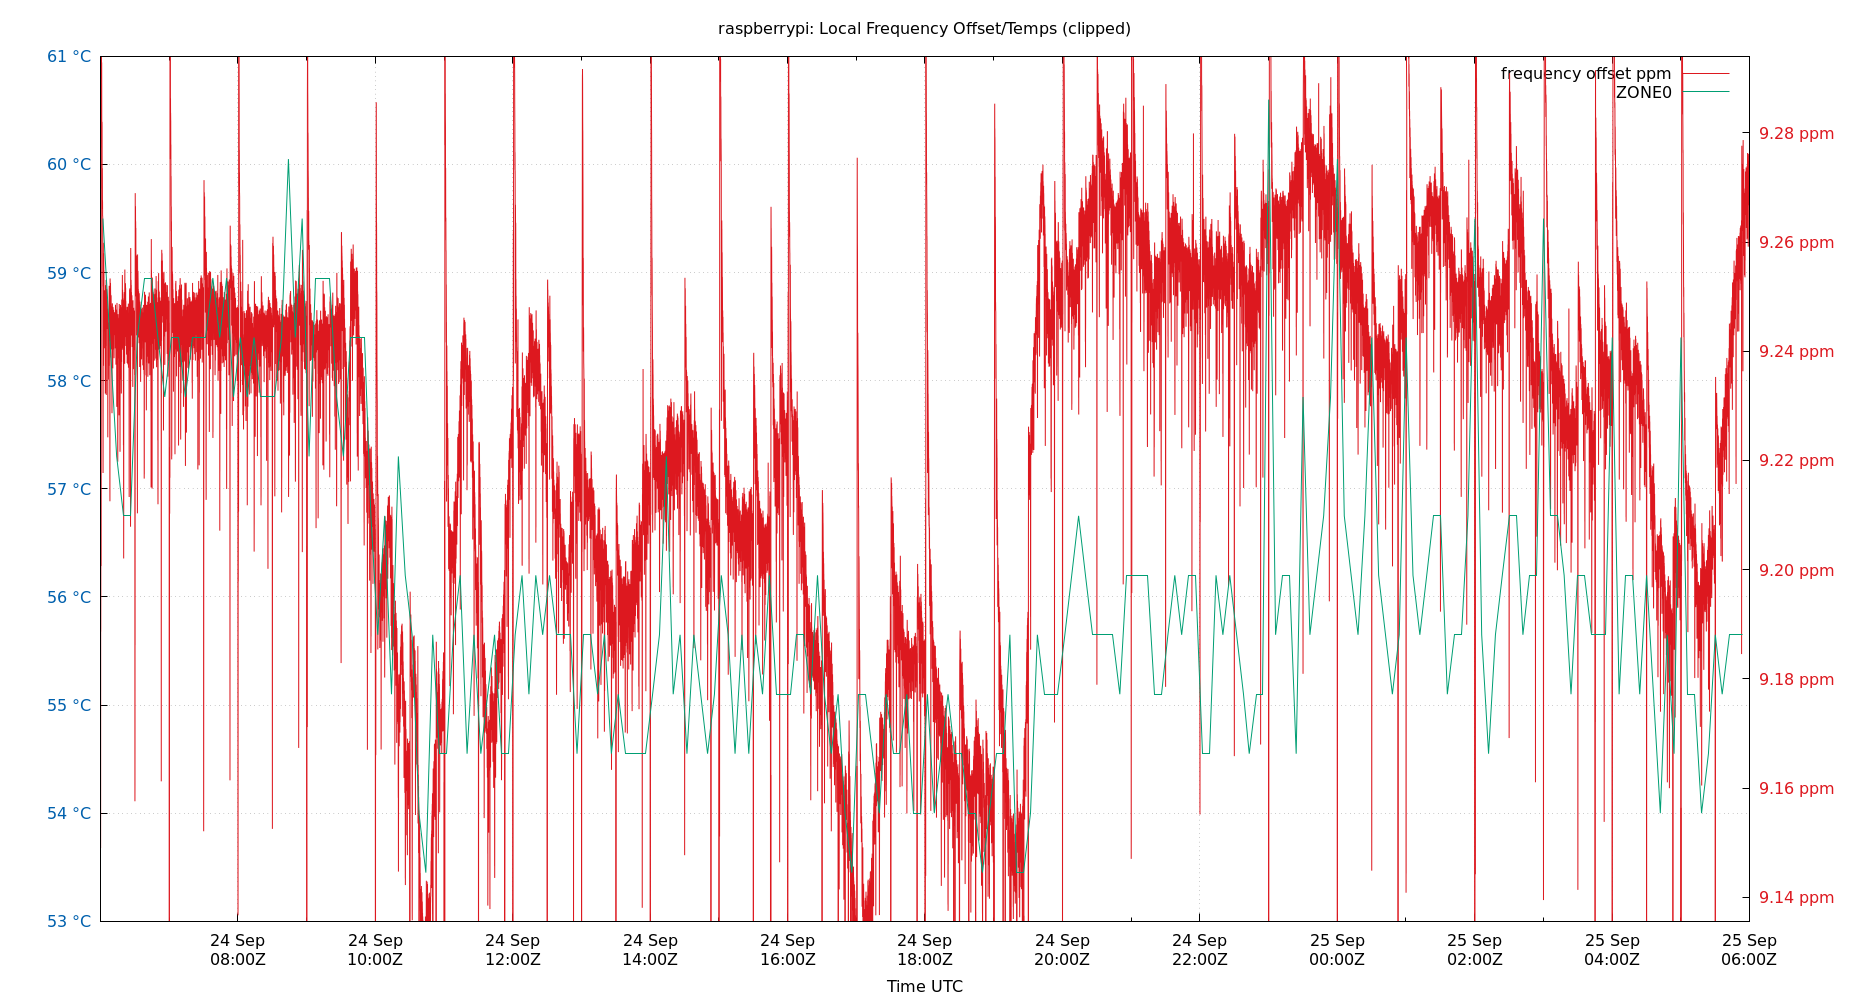 raspberrypi: Local Frequency Offset/Temps (clipped)
61 °C
60 °C
59 °C
58 °C
57 °C
56 °C
55 °C
54 °C
53 °C
frequency offset ppm
ZONE0
9.28 ppm
9.26 ppm
9.24 ppm
9.22 ppm
9.20 ppm
9.18 ppm
9.16 ppm
9.14 ppm
24 Sep 24 Sep 24 Sep 24 Sep 24 Sep 24 Sep 24 Sep 24 Sep 25 Sep 25 Sep 25 Sep 25 Sep
08:00Z 10:00Z 12:00Z 14:00Z 16:00Z 18:00Z 20:00Z 22:00Z 00:00Z 02:00Z 04:00Z 06:00Z
Time UTC